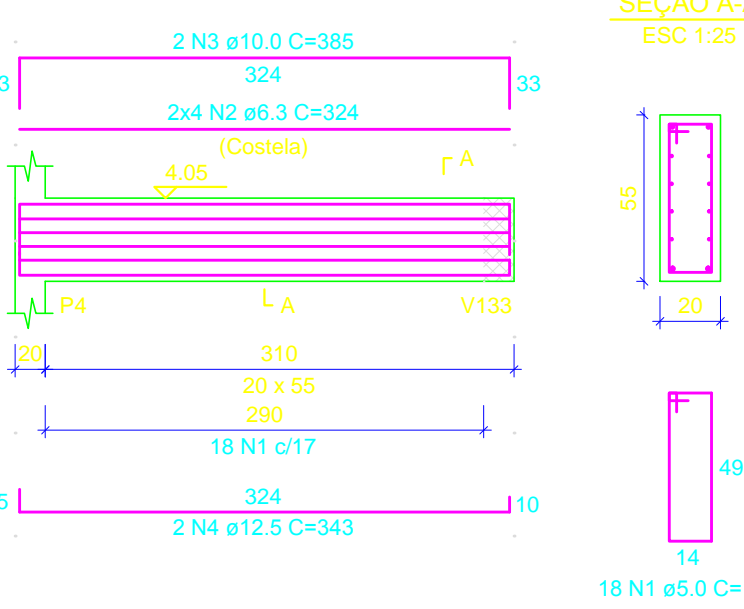 SEÇÃO A-
ESC 1:25
2 N3 ø10.0 C=385
324
3
33
2x4 N2 ø6.3 C=324
(Costela)
A
4.05
55
20
P4
A
V133
20
310
20 x 55
290
18 N1 c/17
324
5
10
2 N4 ø12.5 C=343
49
14
18 N1 ø5.0 C=